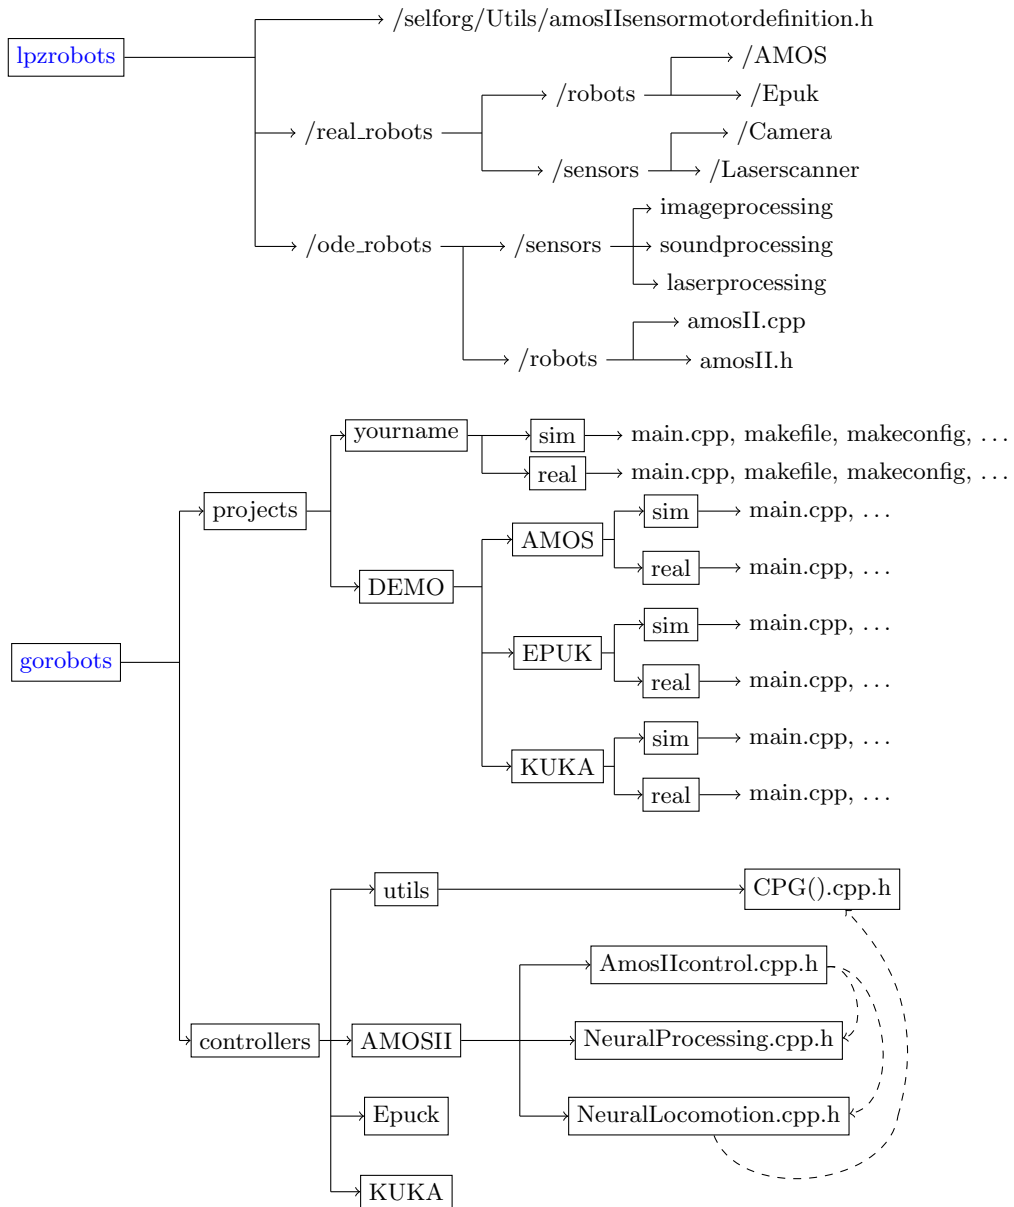 /selforg/Utils/amosIIsensormotordefinition.h
lpzrobots
/AMOS
/robots
/Epuk
/real_robots
/Camera
/sensors
/Laserscanner
imageprocessing
/ode_robots
/sensors
soundprocessing
laserprocessing
amosII.cpp
/robots
amosII.h
yourname
sim
main.cpp, makefile, makeconfig, ...
real
main.cpp, makefile, makeconfig, ...
projects
sim
main.cpp, ...
AMOS
real
main.cpp, ...
DEMO
sim
main.cpp, ...
EPUK
gorobots
real
main.cpp, ...
sim
main.cpp, ...
KUKA
real
main.cpp, ...
utils
CPG().cpp.h
AmosIIcontrol.cpp.h
controllers
AMOSII
NeuralProcessing.cpp.h
Epuck
NeuralLocomotion.cpp.h
KUKA